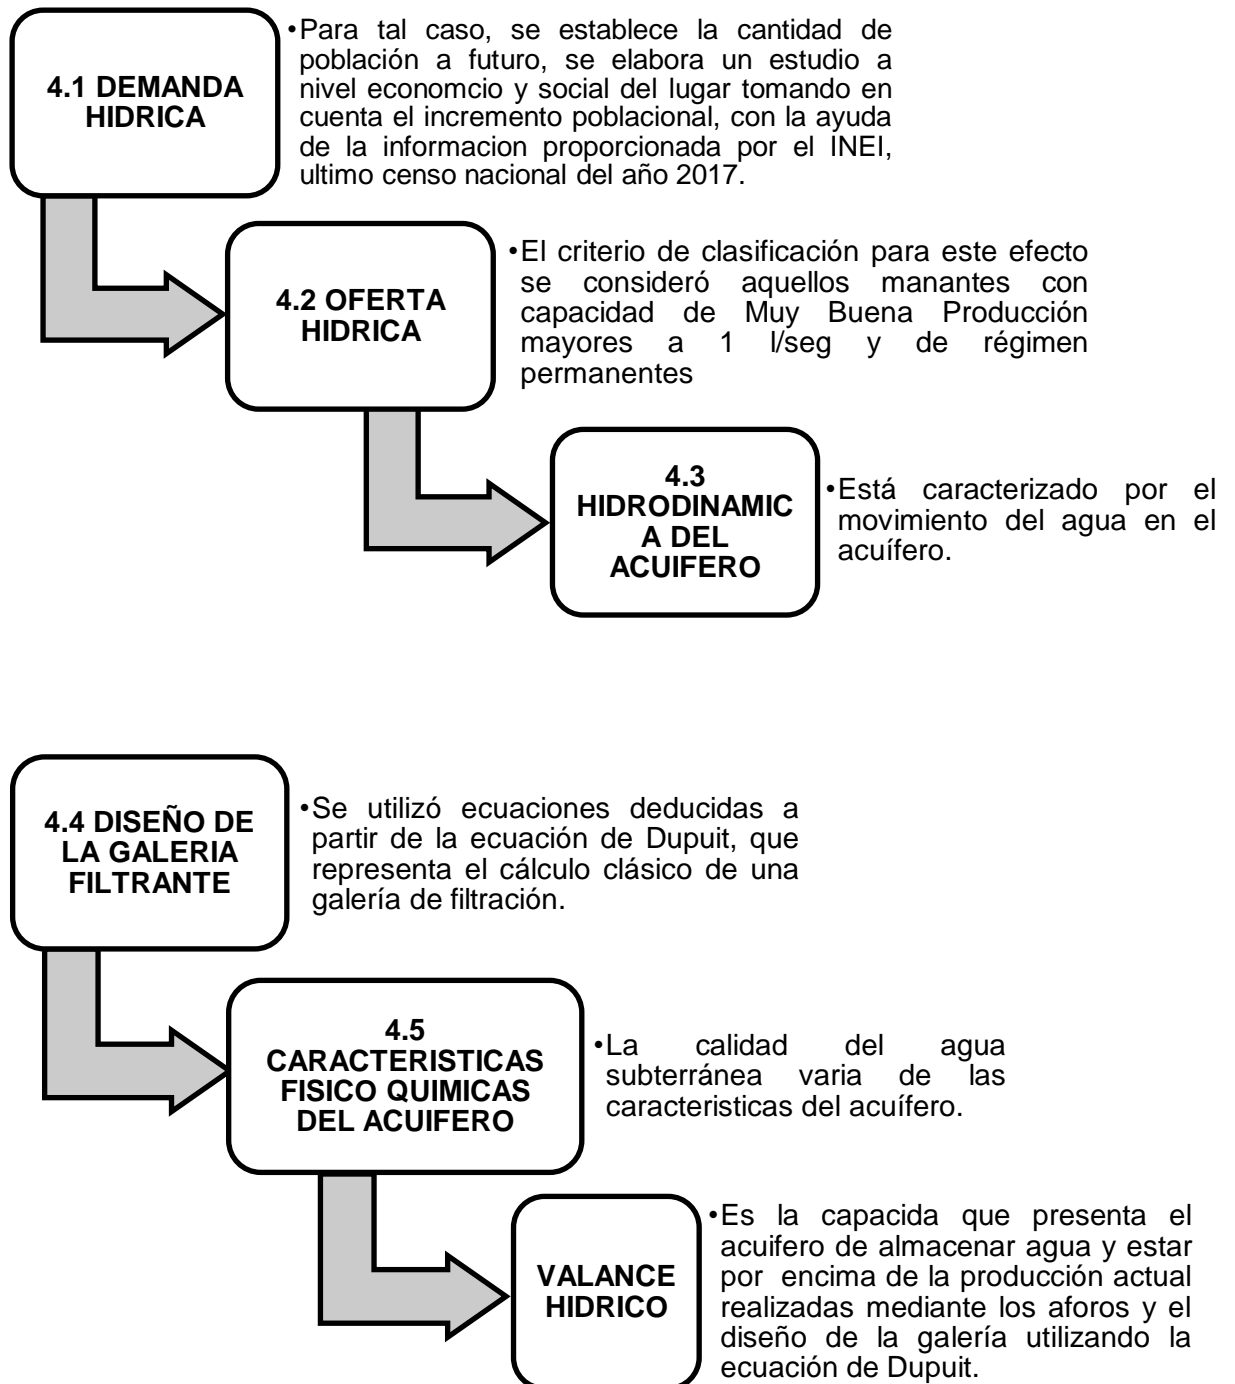 4.1 DEMANDA
HIDRICA
•Para tal caso, se establece la cantidad de
población a futuro, se elabora un estudio a
nivel economcio y social del lugar tomando en
cuenta el incremento poblacional, con la ayuda
de la informacion proporcionada por el INEI,
ultimo censo nacional del año 2017.
4.2 OFERTA
HIDRICA
•El criterio de clasificación para este efecto
se consideró aquellos manantes con
capacidad de Muy Buena Producción
mayores a 1 l/seg y de régimen
permanentes
4.3
HIDRODINAMIC
A DEL
ACUIFERO
•Está caracterizado por el
movimiento del agua en el
acuífero.
4.4 DISEÑO DE
LA GALERIA
FILTRANTE
•Se utilizó ecuaciones deducidas a
partir de la ecuación de Dupuit, que
representa el cálculo clásico de una
galería de filtración.
4.5
CARACTERISTICAS
FISICO QUIMICAS
DEL ACUIFERO
•La calidad del agua
subterránea varia de las
caracteristicas del acuífero.
VALANCE
HIDRICO
•Es la capacida que presenta el
acuifero de almacenar agua y estar
por encima de la producción actual
realizadas mediante los aforos y el
diseño de la galería utilizando la
ecuación de Dupuit.